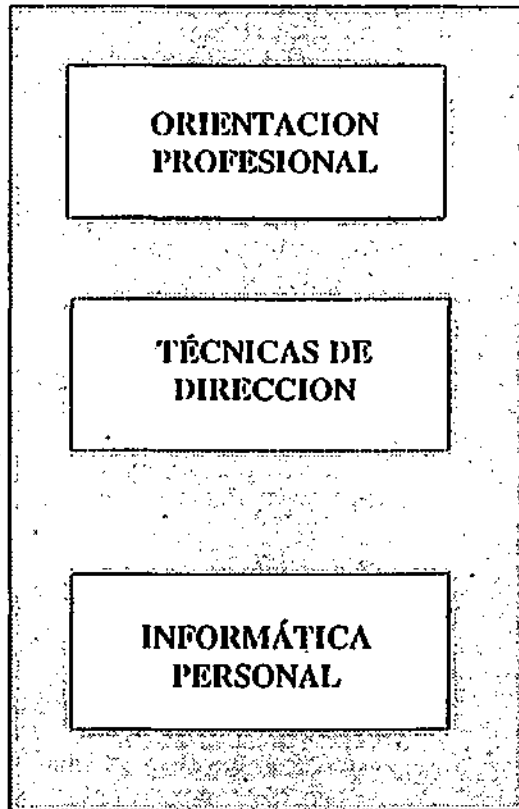 ORIENTACION
PROFESIONAL
TÉCNICAS DE
DIRECCION
INFORMÁTICA
PERSONAL